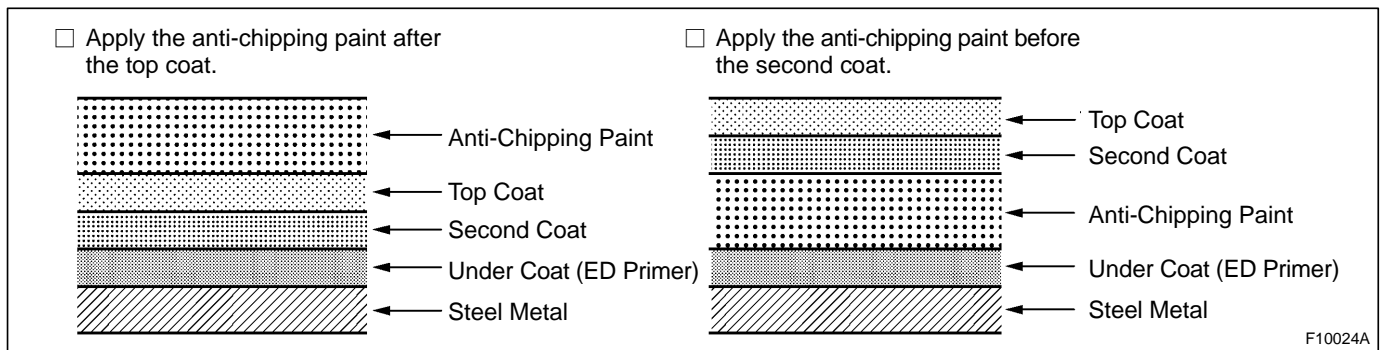 □ Apply the anti-chipping paint after
the top coat.
Anti-Chipping Paint
Top Coat
Second Coat
Under Coat (ED Primer)
Steel Metal
□ Apply the anti-chipping paint before
the second coat.
Top Coat
Second Coat
Anti-Chipping Paint
Under Coat (ED Primer)
Steel Metal
F10024A